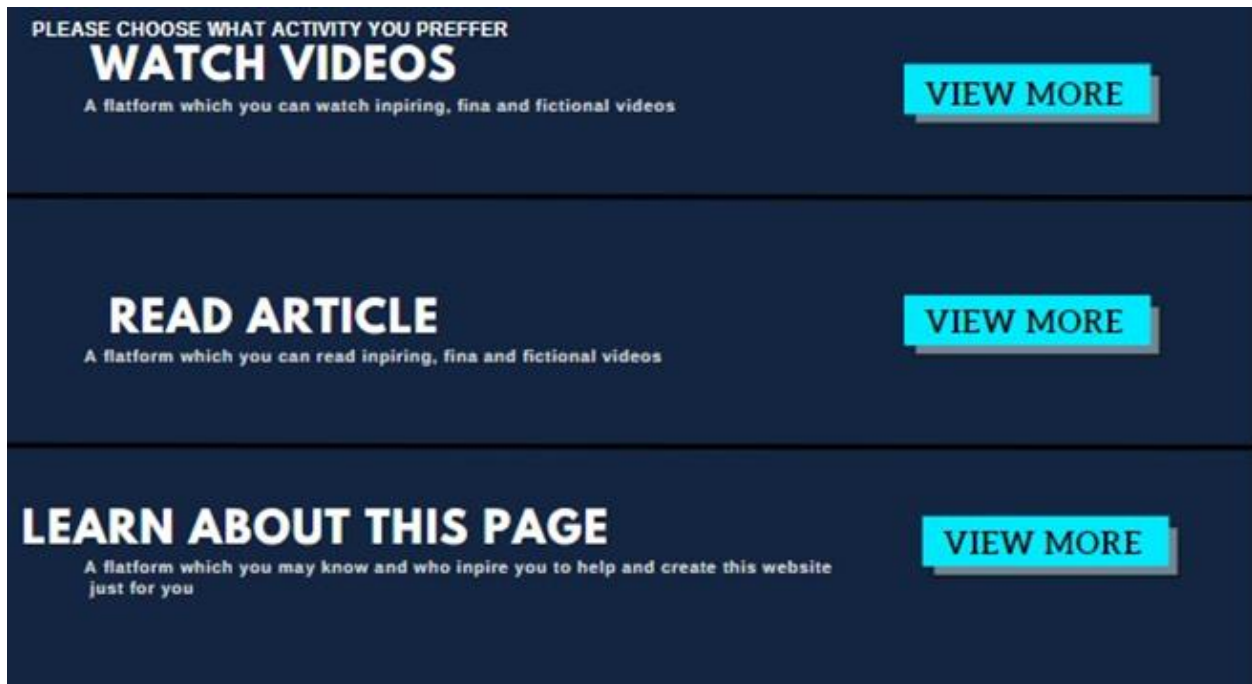 PLEASE CHOOSE WHAT ACTIVITY YOU PREFFER
WATCH VIDEOS
A flatform which you can watch inpiring, fina and fictional videos
VIEW MORE
READ ARTICLE
A flatform which you can read inpiring, fina and fictional videos
VIEW MORE
LEARN ABOUT THIS PAGE
A flatform which you may know and who inpire you to help and create this website
just for you
VIEW MORE